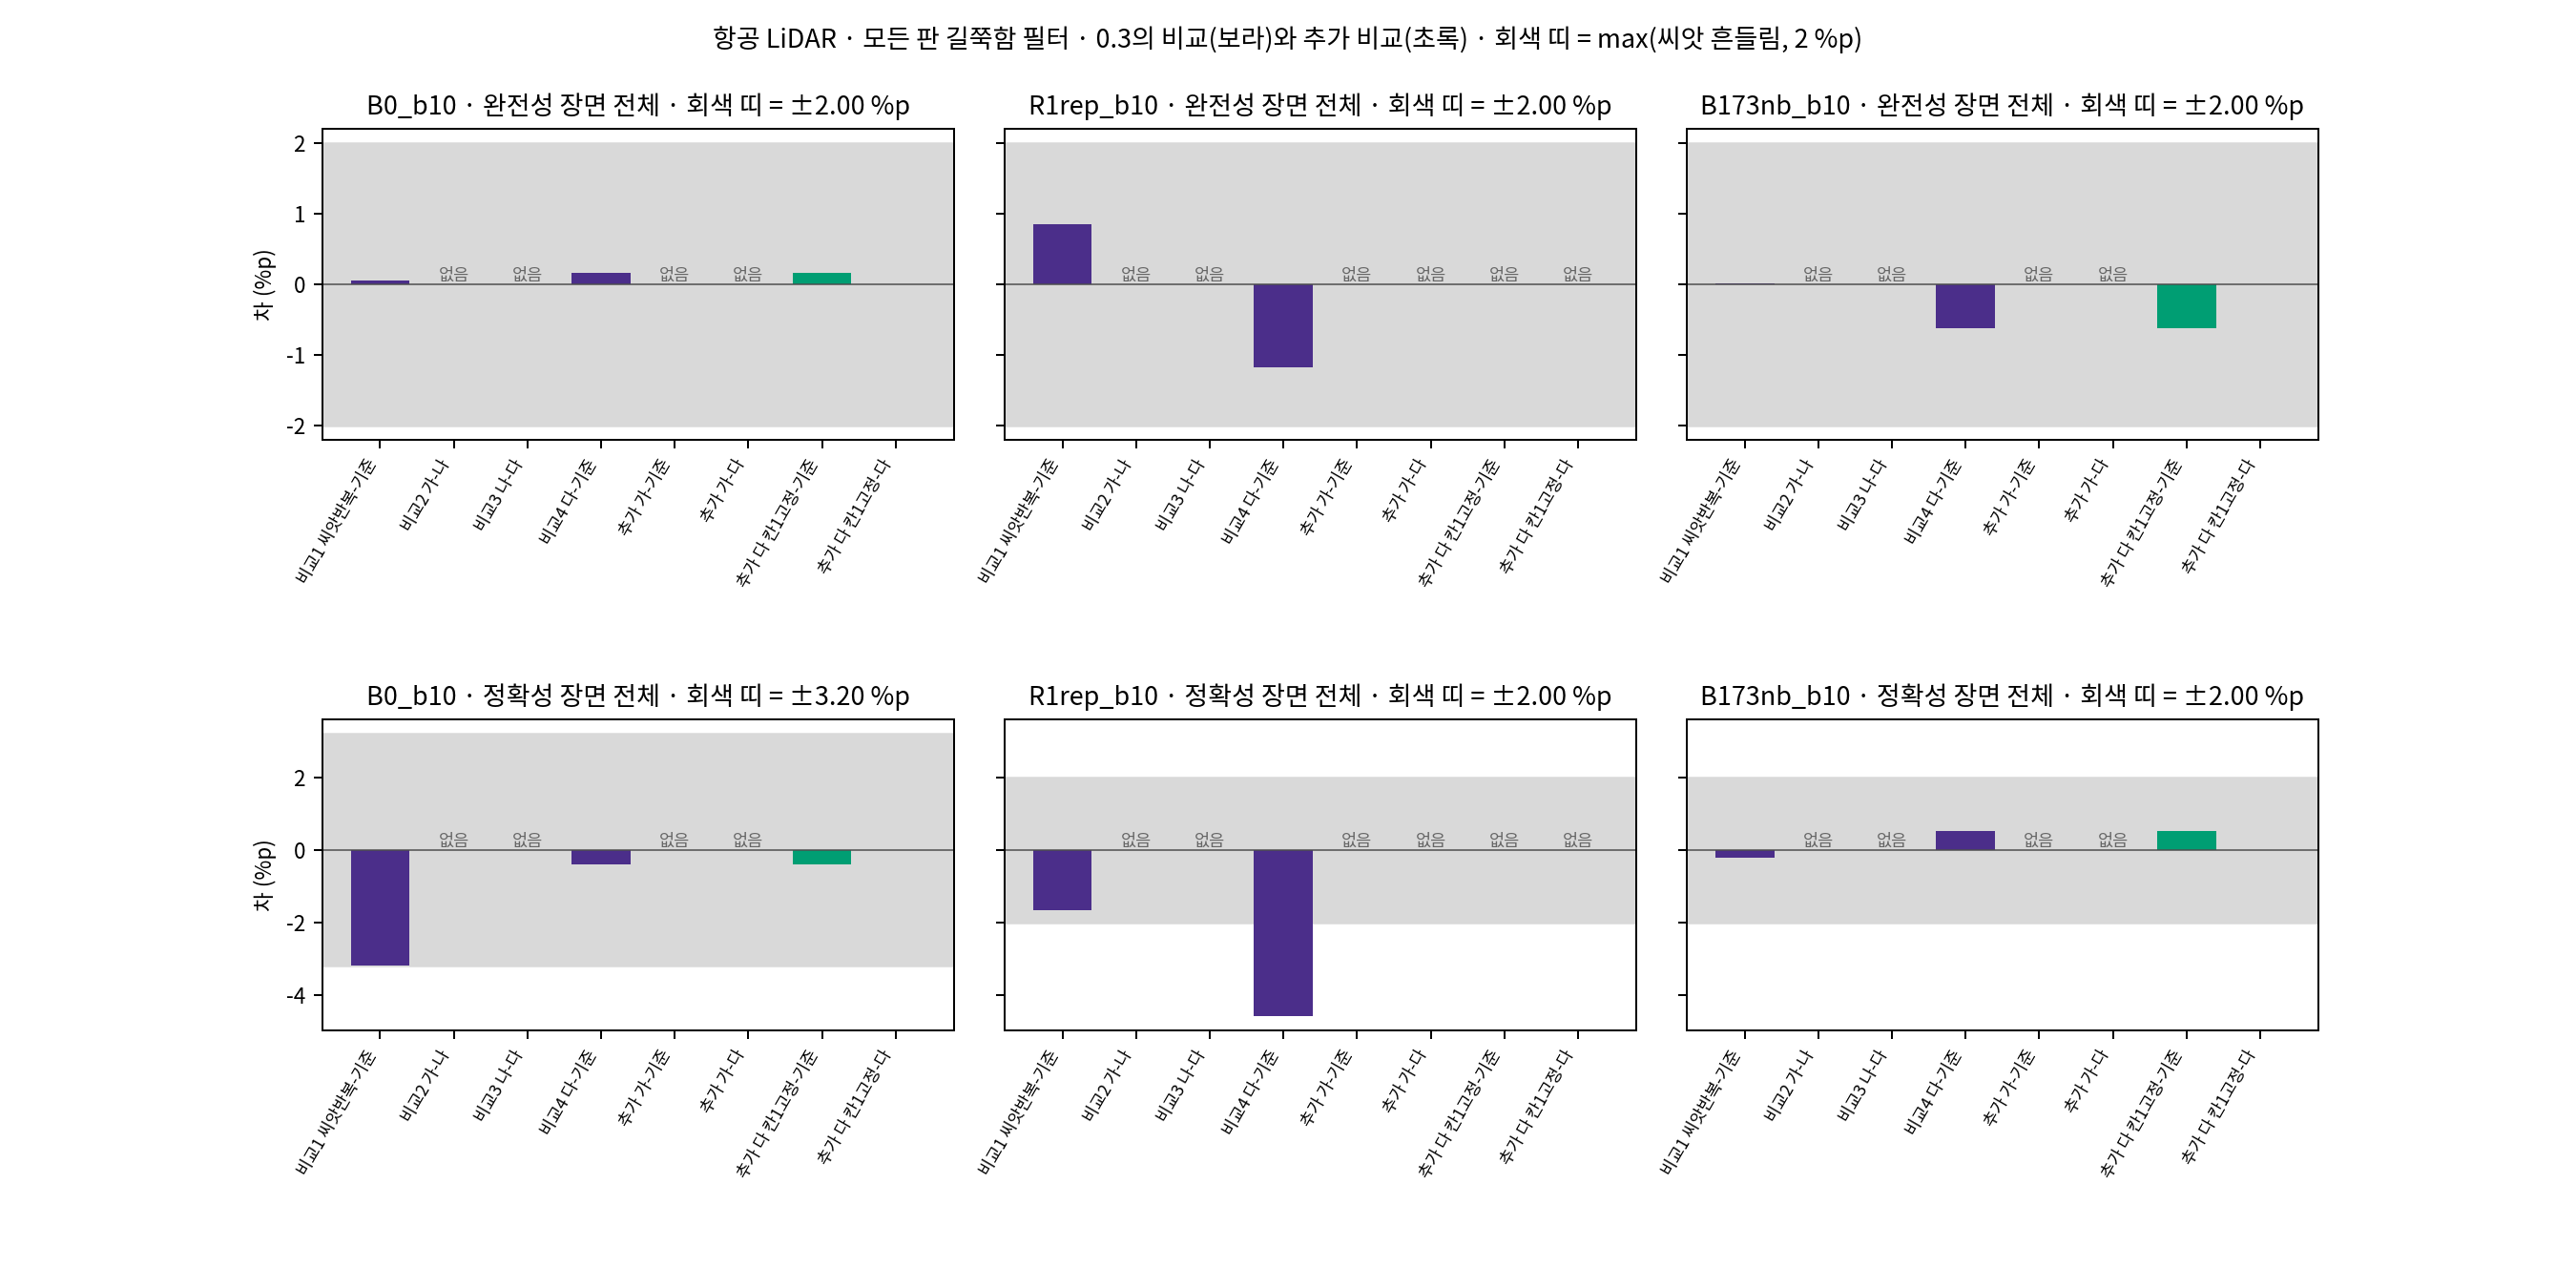 항공 LiDAR · 모든 판 길쭉함 필터 · 0.3의 비교(보라)와 추가 비교(초록) · 회색 띠 = max(씨앗 흔들림, 2 %p)
B0_b10 · 완전성 장면 전체 · 회색 띠 = ±2.00 %p
차 (%p)
2
1
0
-1
-2
없음 없음 없음 없음
비교1 씨앗반복-기준
비교2 가-나
비교3 나-다
비교4 다-기준
추가 가-기준
추가 가-다
추가 다 칸1고정-기준
추가 다 칸1고정-다
R1rep_b10 · 완전성 장면 전체 · 회색 띠 = ±2.00 %p
없음 없음 없음 없음 없음 없음
비교1 씨앗반복-기준
비교2 가-나
비교3 나-다
비교4 다-기준
추가 가-기준
추가 가-다
추가 다 칸1고정-기준
추가 다 칸1고정-다
B173nb_b10 · 완전성 장면 전체 · 회색 띠 = ±2.00 %p
없음 없음 없음 없음
비교1 씨앗반복-기준
비교2 가-나
비교3 나-다
비교4 다-기준
추가 가-기준
추가 가-다
추가 다 칸1고정-기준
추가 다 칸1고정-다
B0_b10 · 정확성 장면 전체 · 회색 띠 = ±3.20 %p
차 (%p)
2
0
-2
-4
없음 없음 없음 없음
비교1 씨앗반복-기준
비교2 가-나
비교3 나-다
비교4 다-기준
추가 가-기준
추가 가-다
추가 다 칸1고정-기준
추가 다 칸1고정-다
R1rep_b10 · 정확성 장면 전체 · 회색 띠 = ±2.00 %p
없음 없음 없음 없음 없음 없음
비교1 씨앗반복-기준
비교2 가-나
비교3 나-다
비교4 다-기준
추가 가-기준
추가 가-다
추가 다 칸1고정-기준
추가 다 칸1고정-다
B173nb_b10 · 정확성 장면 전체 · 회색 띠 = ±2.00 %p
없음 없음 없음 없음
비교1 씨앗반복-기준
비교2 가-나
비교3 나-다
비교4 다-기준
추가 가-기준
추가 가-다
추가 다 칸1고정-기준
추가 다 칸1고정-다